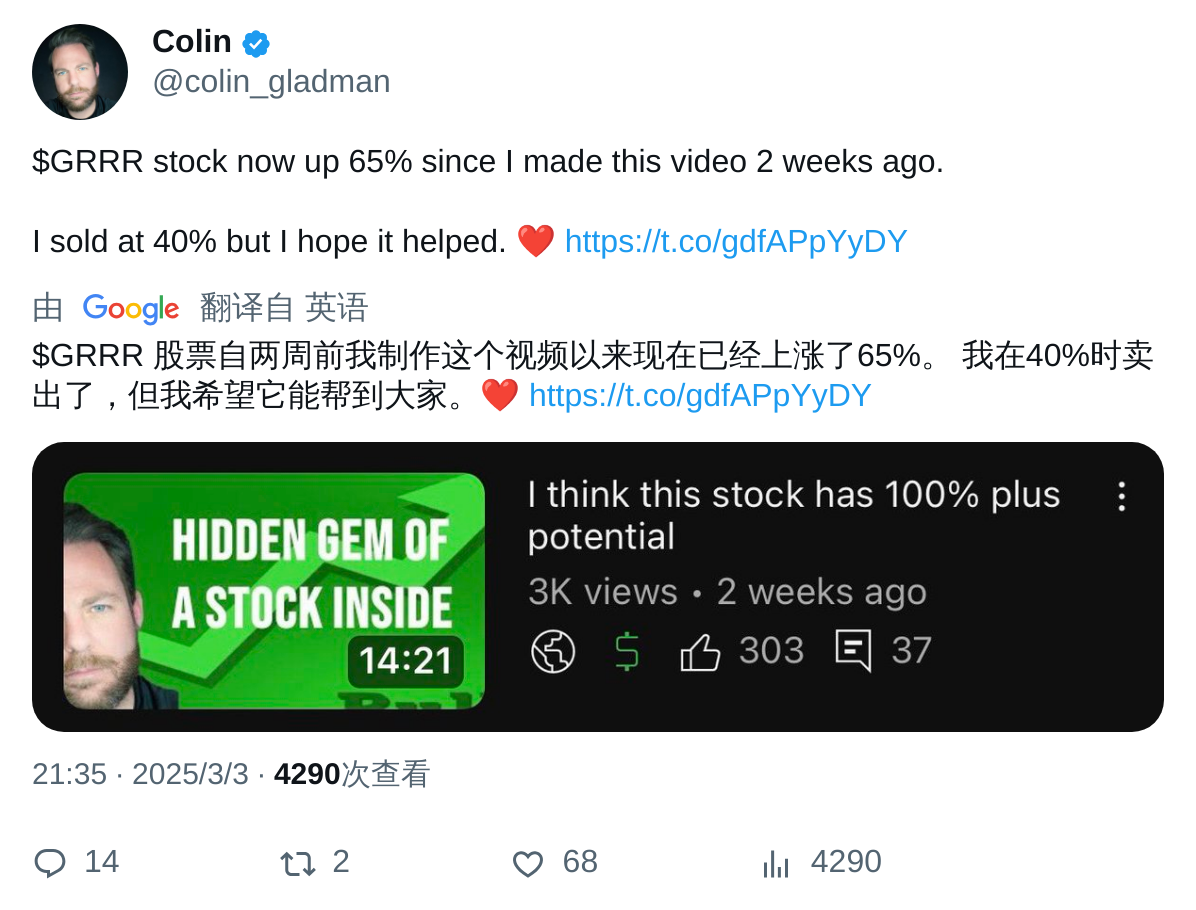 Colin
@colin_gladman
$GRRR stock now up 65% since I made this video 2 weeks ago.
I sold at 40% but I hope it helped. ❤️ https://t.co/gdfAPpYyDY
由 Google 翻译自 英语
$GRRR 股票自两周前我制作这个视频以来现在已经上涨了65%。 我在40%时卖
出了，但我希望它能帮到大家。❤️ https://t.co/gdfAPpYyDY
HIDDEN GEM OF
A STOCK INSIDE
14:21
I think this stock has 100% plus
potential
3K views • 2 weeks ago
303 37
21:35 · 2025/3/3 · 4290次查看
14 2 68 4290